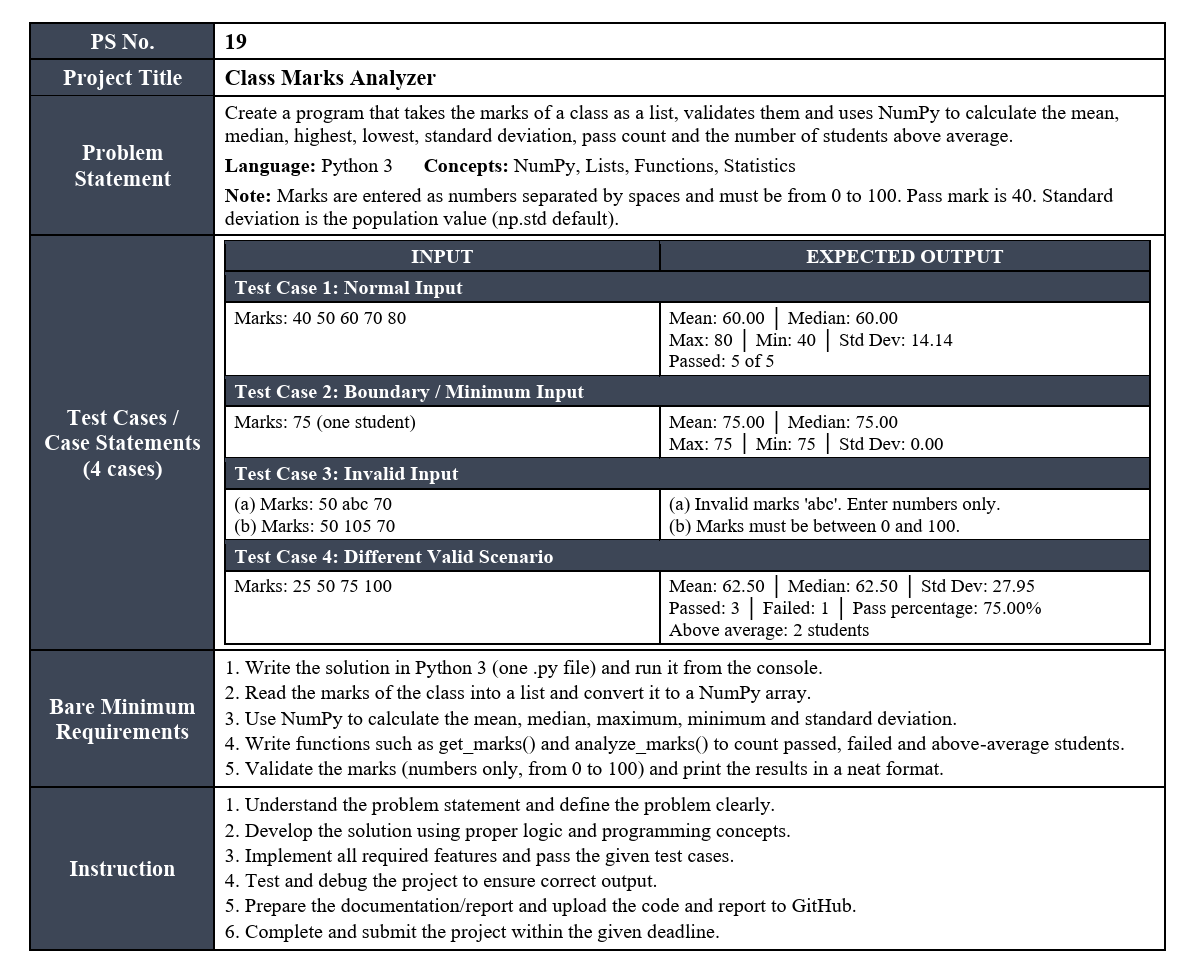 PS No.
19
Project Title
Class Marks Analyzer
Problem
Statement
Create a program that takes the marks of a class as a list, validates them and uses NumPy to calculate the mean,
median, highest, lowest, standard deviation, pass count and the number of students above average.
Language: Python 3 Concepts: NumPy, Lists, Functions, Statistics
Note: Marks are entered as numbers separated by spaces and must be from 0 to 100. Pass mark is 40. Standard
deviation is the population value (np.std default).
Test Cases /
Case Statements
(4 cases)
INPUT
EXPECTED OUTPUT
Test Case 1: Normal Input
Marks: 40 50 60 70 80
Mean: 60.00 | Median: 60.00
Max: 80 | Min: 40 | Std Dev: 14.14
Passed: 5 of 5
Test Case 2: Boundary / Minimum Input
Marks: 75 (one student)
Mean: 75.00 | Median: 75.00
Max: 75 | Min: 75 | Std Dev: 0.00
Test Case 3: Invalid Input
(a) Marks: 50 abc 70
(b) Marks: 50 105 70
(a) Invalid marks 'abc'. Enter numbers only.
(b) Marks must be between 0 and 100.
Test Case 4: Different Valid Scenario
Marks: 25 50 75 100
Mean: 62.50 | Median: 62.50 | Std Dev: 27.95
Passed: 3 | Failed: 1 | Pass percentage: 75.00%
Above average: 2 students
Bare Minimum
Requirements
1. Write the solution in Python 3 (one .py file) and run it from the console.
2. Read the marks of the class into a list and convert it to a NumPy array.
3. Use NumPy to calculate the mean, median, maximum, minimum and standard deviation.
4. Write functions such as get_marks() and analyze_marks() to count passed, failed and above-average students.
5. Validate the marks (numbers only, from 0 to 100) and print the results in a neat format.
Instruction
1. Understand the problem statement and define the problem clearly.
2. Develop the solution using proper logic and programming concepts.
3. Implement all required features and pass the given test cases.
4. Test and debug the project to ensure correct output.
5. Prepare the documentation/report and upload the code and report to GitHub.
6. Complete and submit the project within the given deadline.